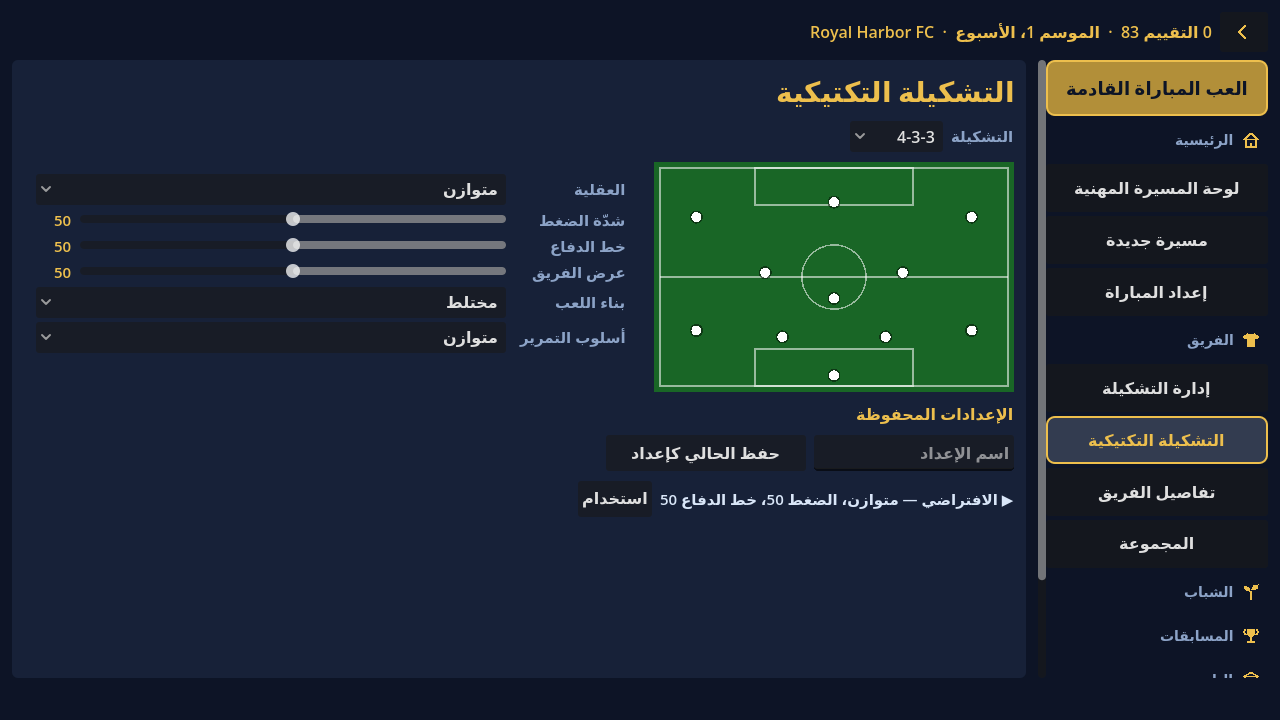 Royal Harbor FC  ·  الموسم 1، الأسبوع 0  ·  التقييم 83
العب المباراة القادمة
الرئيسية
لوحة المسيرة المهنية
مسيرة جديدة
إعداد المباراة
الفريق
إدارة التشكيلة
التشكيلة التكتيكية
تفاصيل الفريق
المجموعة
الشباب
المسابقات
التشكيلة التكتيكية
التشكيلة 4-3-3
العقلية متوازن
شدّة الضغط 50
خط الدفاع 50
عرض الفريق 50
بناء اللعب مختلط
أسلوب التمرير متوازن
الإعدادات المحفوظة
اسم الإعداد حفظ الحالي كإعداد
▶ الافتراضي — متوازن، الضغط 50، خط الدفاع 50 استخدام